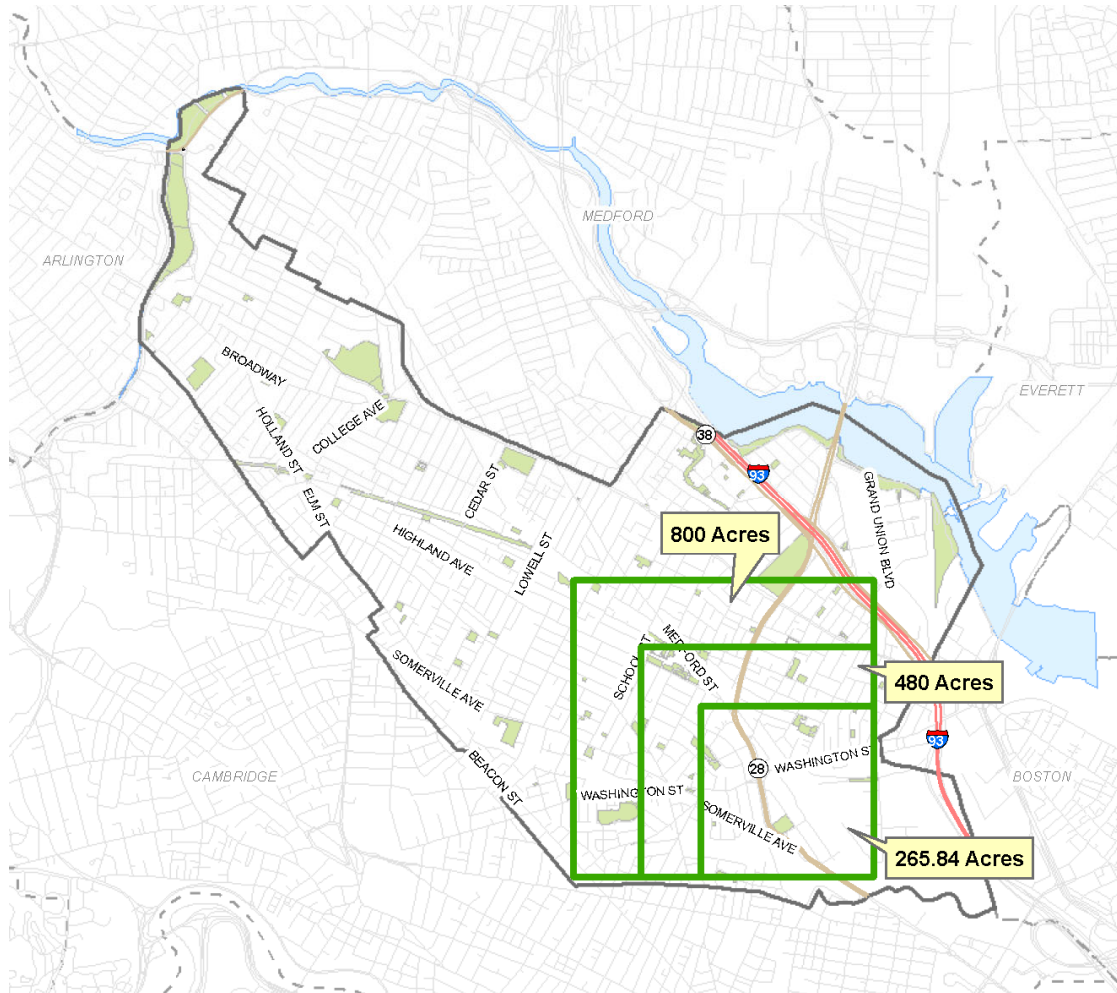 MEDFORD
ARLINGTON
EVERETT
BROADWAY
COLLEGE AVE
HOLLAND ST
38
93
ELM ST
CEDAR ST
GRAND UNION BLVD
HIGHLAND AVE
LOWELL ST
800 Acres
SCHOOL ST
MEDFORD ST
SOMERVILLE AVE
480 Acres
93
28
WASHINGTON ST
CAMBRIDGE
BEACON ST
BOSTON
WASHINGTON ST
SOMERVILLE AVE
265.84 Acres